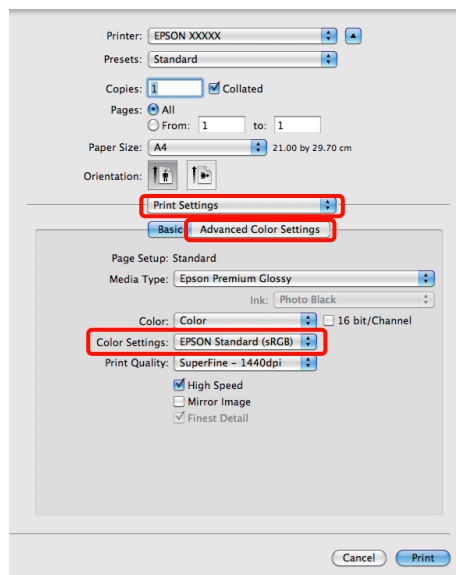 Printer: EPSON XXXXX
Presets: Standard
Copies: 1 Collated
Pages: All
From: 1 to: 1
Paper Size: A4 21.00 by 29.70 cm
Orientation:
Print Settings
Basic Advanced Color Settings
Page Setup: Standard
Media Type: Epson Premium Glossy
Ink: Photo Black
Color: Color 16 bit/Channel
Color Settings: EPSON Standard (sRGB)
Print Quality: SuperFine – 1440dpi
High Speed
Mirror Image
Finest Detail
Cancel Print